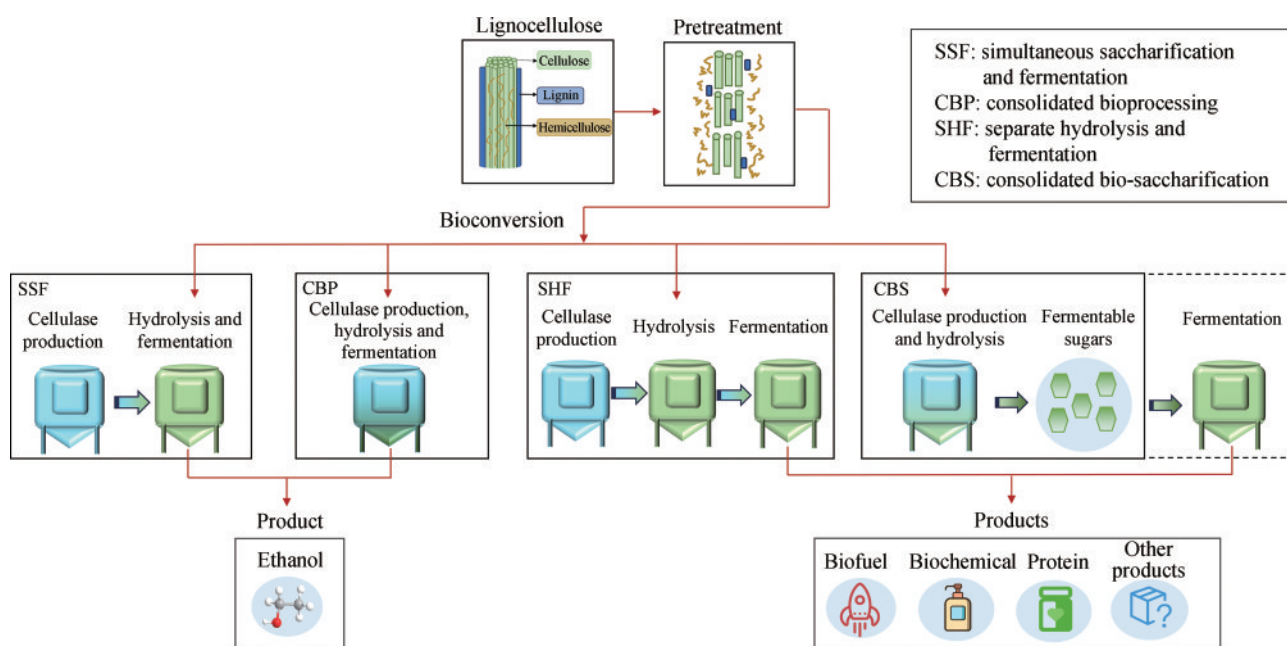 Lignocellulose
Cellulose
Lignin
Hemicellulose
Pretreatment
SSF: simultaneous saccharification
and fermentation
CBP: consolidated bioprocessing
SHF: separate hydrolysis and
fermentation
CBS: consolidated bio-saccharification
Bioconversion
SSF
Cellulase
production
Hydrolysis and
fermentation
CBP
Cellulase production,
hydrolysis and
fermentation
SHF
Cellulase
production
Hydrolysis
Fermentation
CBS
Cellulase production
and hydrolysis
Fermentable
sugars
Fermentation
Product
Ethanol
Products
Biofuel
Biochemical
Protein
Other
products
?